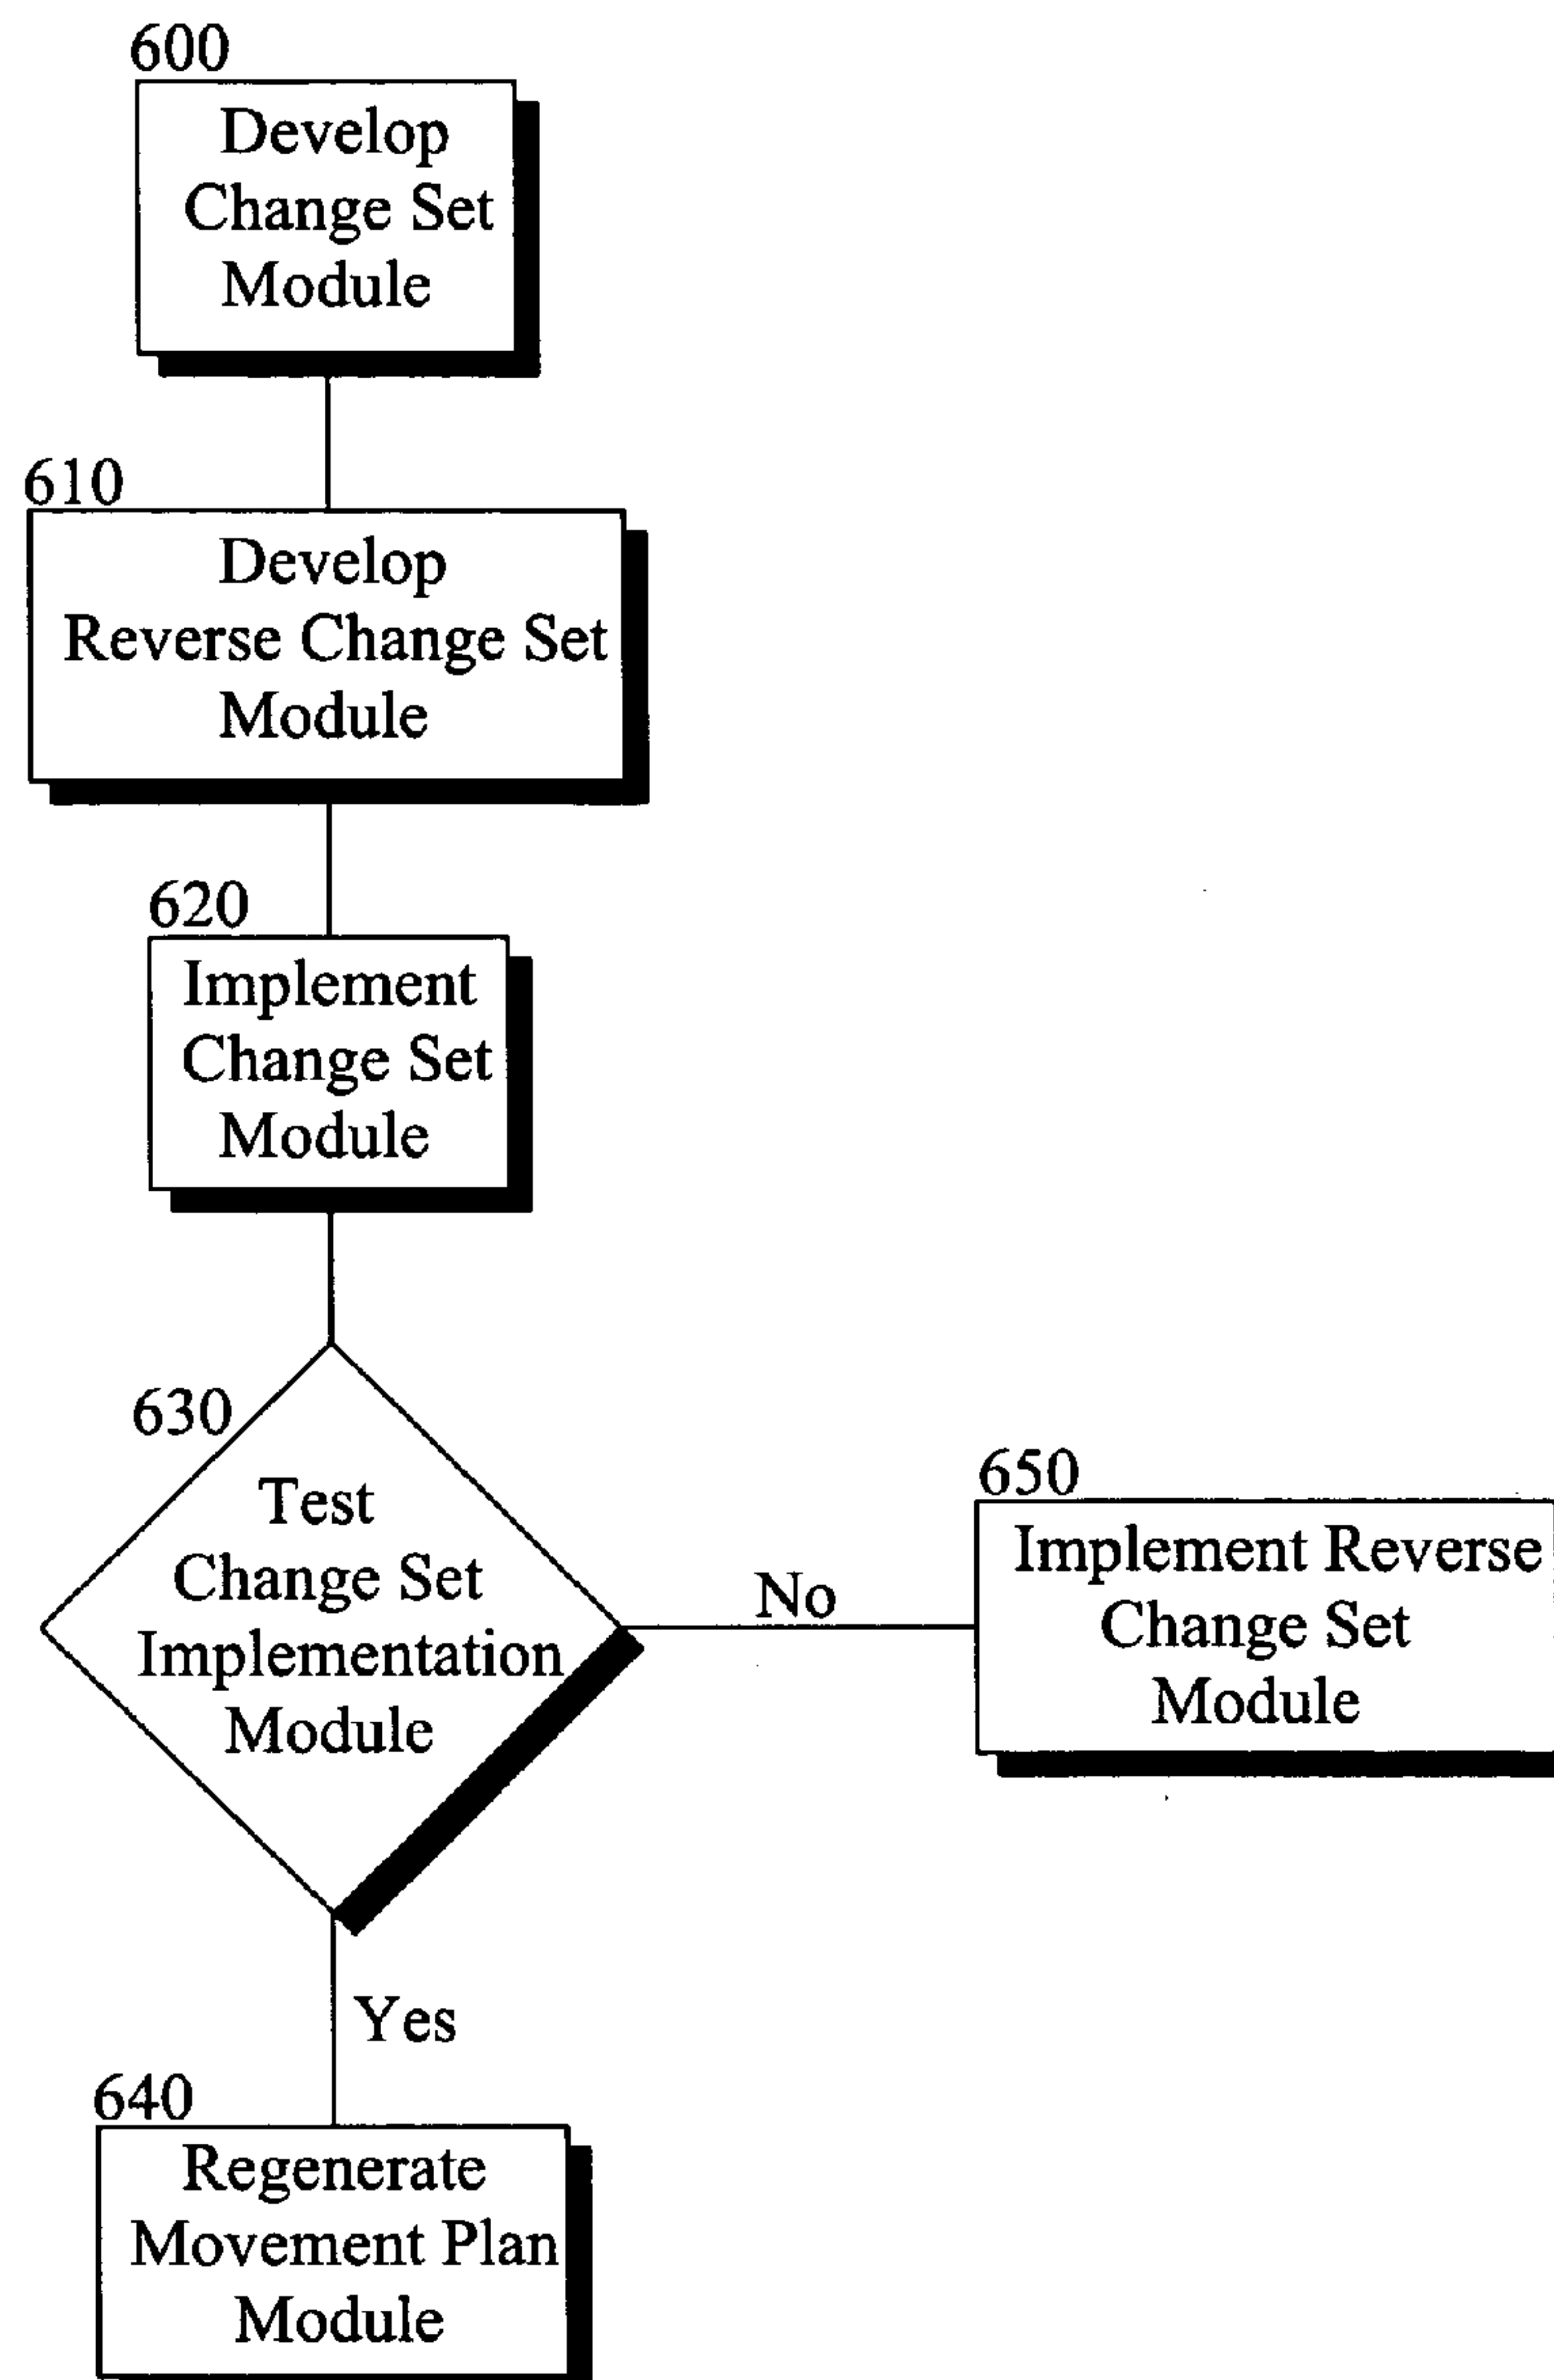 600
Develop
Change Set
Module
610
Develop
Reverse Change Set
Module
620
Implement
Change Set
Module
630
Test
Change Set
Implementation
Module
No
650
Implement Reverse
Change Set
Module
Yes
640
Regenerate
Movement Plan
Module